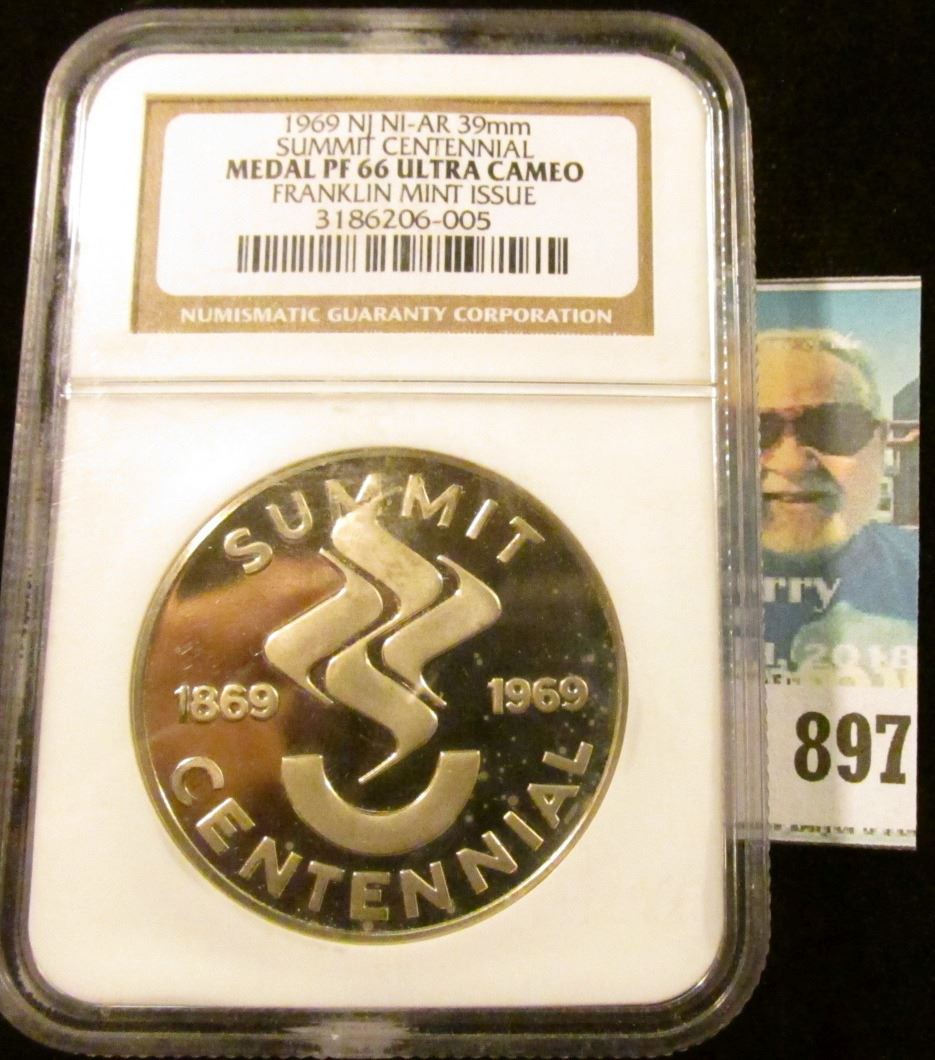 1969 NJ NI-AR 39mm
SUMMIT CENTENNIAL
MEDAL PF 66 ULTRA CAMEO
FRANKLIN MINT ISSUE
3186206-005
NUMISMATIC GUARANTY CORPORATION
SUMMIT
1869 1969
CENTENNIAL
rry
897